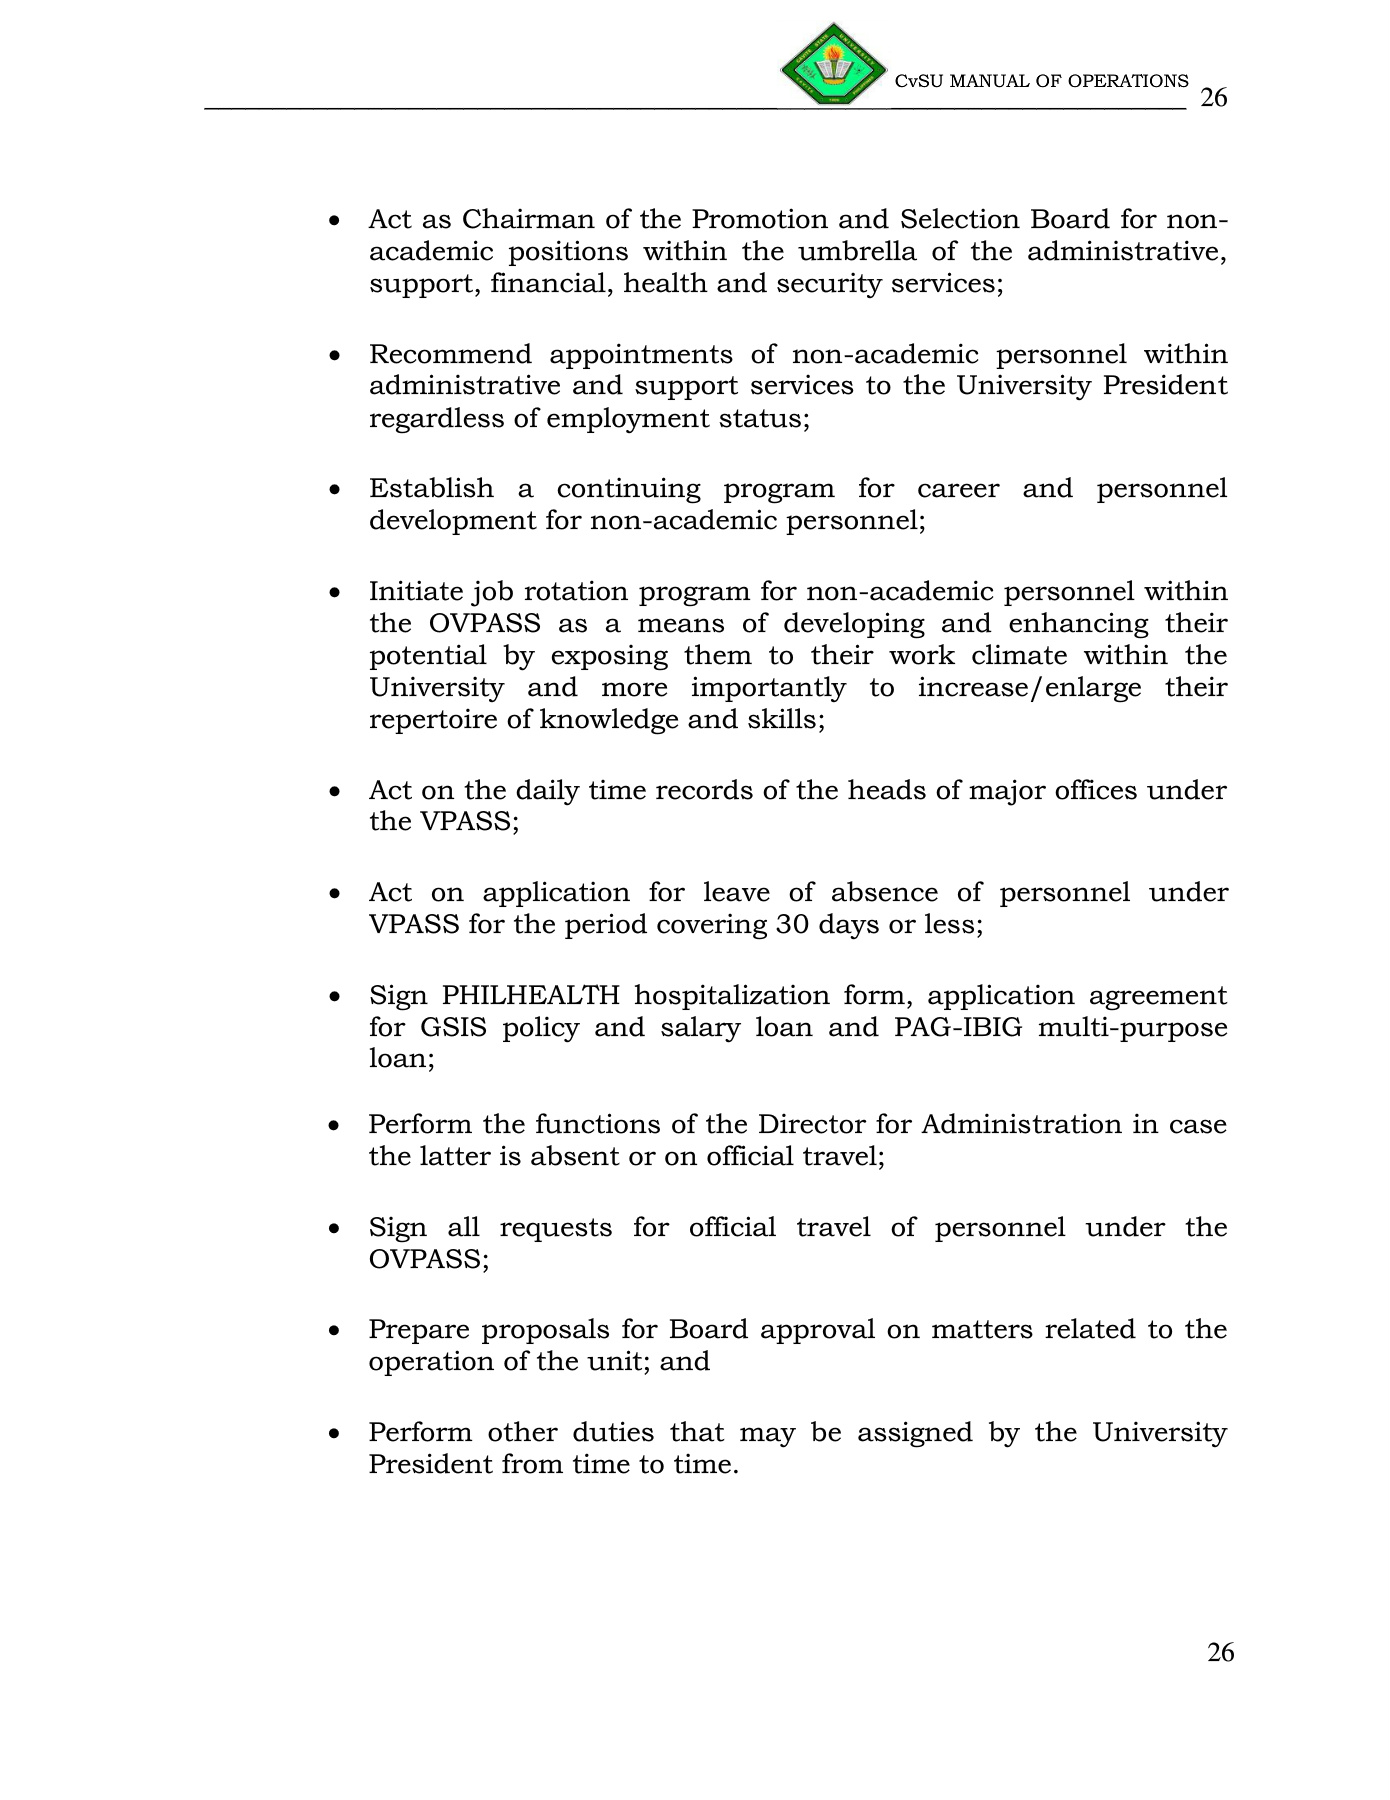 CvSU MANUAL OF OPERATIONS
26
• Act as Chairman of the Promotion and Selection Board for non-
academic positions within the umbrella of the administrative,
support, financial, health and security services;
• Recommend appointments of non-academic personnel within
administrative and support services to the University President
regardless of employment status;
• Establish a continuing program for career and personnel
development for non-academic personnel;
• Initiate job rotation program for non-academic personnel within
the OVPASS as a means of developing and enhancing their
potential by exposing them to their work climate within the
University and more importantly to increase/enlarge their
repertoire of knowledge and skills;
• Act on the daily time records of the heads of major offices under
the VPASS;
• Act on application for leave of absence of personnel under
VPASS for the period covering 30 days or less;
• Sign PHILHEALTH hospitalization form, application agreement
for GSIS policy and salary loan and PAG-IBIG multi-purpose
loan;
• Perform the functions of the Director for Administration in case
the latter is absent or on official travel;
• Sign all requests for official travel of personnel under the
OVPASS;
• Prepare proposals for Board approval on matters related to the
operation of the unit; and
• Perform other duties that may be assigned by the University
President from time to time.
26